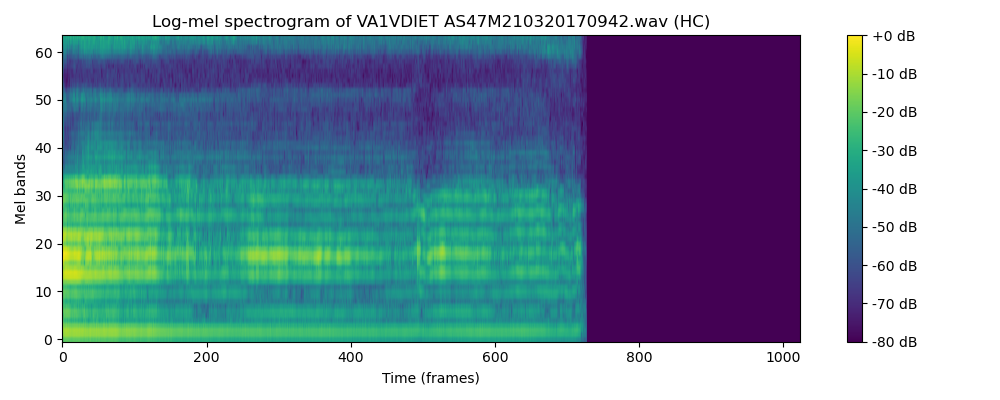 Log-mel spectrogram of VA1VDIET AS47M210320170942.wav (HC)
60
50
40
30
20
10
0
Mel bands
0 200 400 600 800 1000
Time (frames)
+0 dB
-10 dB
-20 dB
-30 dB
-40 dB
-50 dB
-60 dB
-70 dB
-80 dB